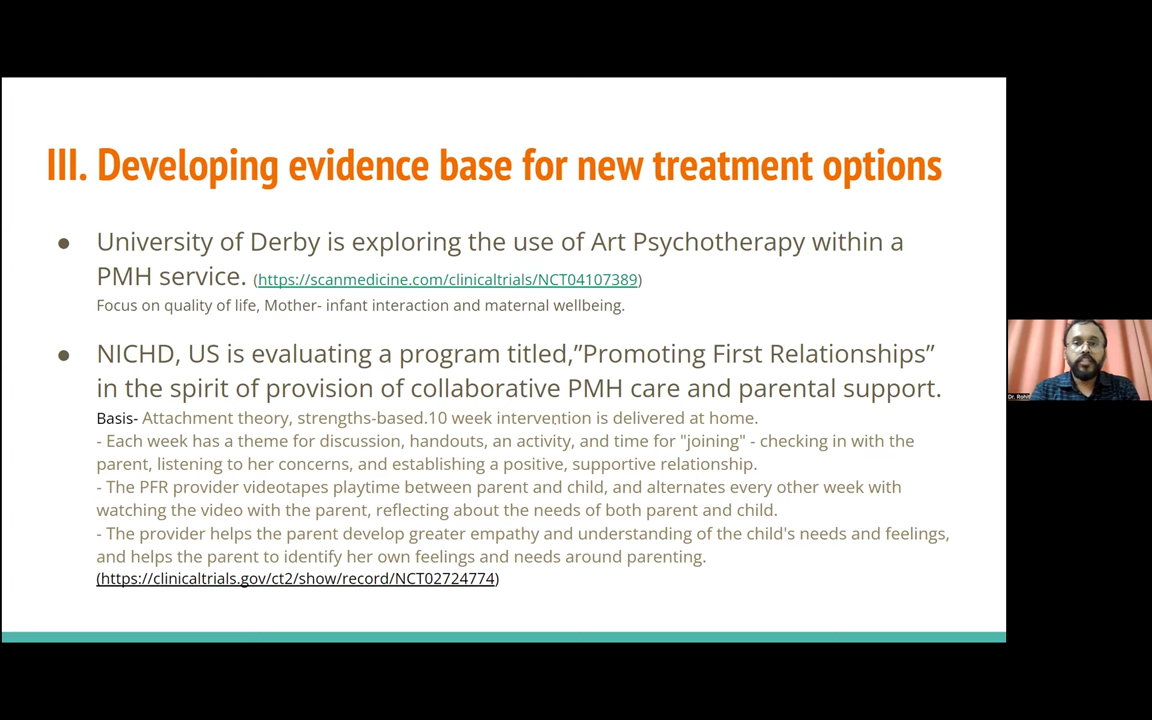 III. Developing evidence base for new treatment options
● University of Derby is exploring the use of Art Psychotherapy within a
PMH service. (https://scanmedicine.com/clinicaltrials/NCT04107389)
Focus on quality of life, Mother- infant interaction and maternal wellbeing.
● NICHD, US is evaluating a program titled,”Promoting First Relationships”
in the spirit of provision of collaborative PMH care and parental support.
Basis- Attachment theory, strengths-based.10 week intervention is delivered at home.
- Each week has a theme for discussion, handouts, an activity, and time for "joining" - checking in with the
parent, listening to her concerns, and establishing a positive, supportive relationship.
- The PFR provider videotapes playtime between parent and child, and alternates every other week with
watching the video with the parent, reflecting about the needs of both parent and child.
- The provider helps the parent develop greater empathy and understanding of the child's needs and feelings,
and helps the parent to identify her own feelings and needs around parenting.
(https://clinicaltrials.gov/ct2/show/record/NCT02724774)
Dr. Rohit